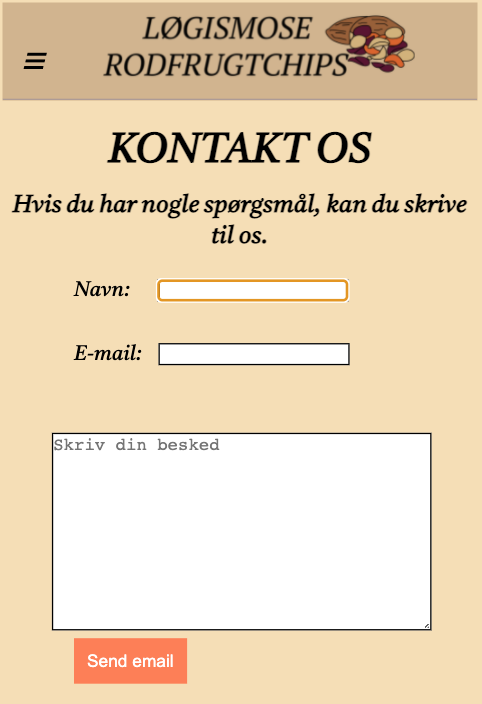 LØGISMOSE
RODFRUGTCHIPS
KONTAKT OS
Hvis du har nogle spørgsmål, kan du skrive
til os.
Navn:
E-mail:
Skriv din besked
Send email